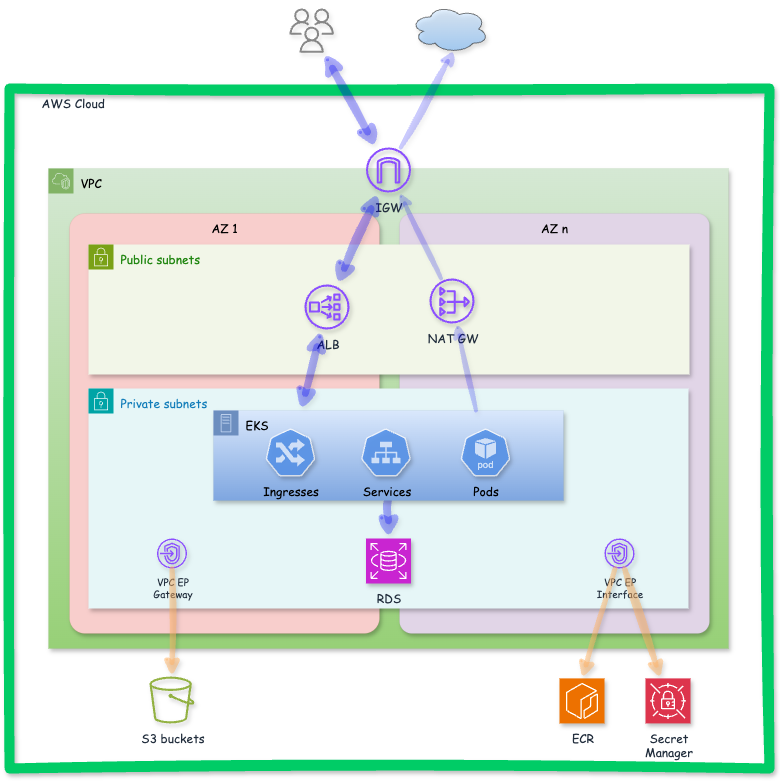 AWS Cloud
VPC
IGW
AZ 1
AZ n
Public subnets
ALB
NAT GW
Private subnets
EKS
pod
Ingresses
Services
Pods
VPC EP
Gateway
RDS
VPC EP
Interface
S3 buckets
ECR
Secret
Manager